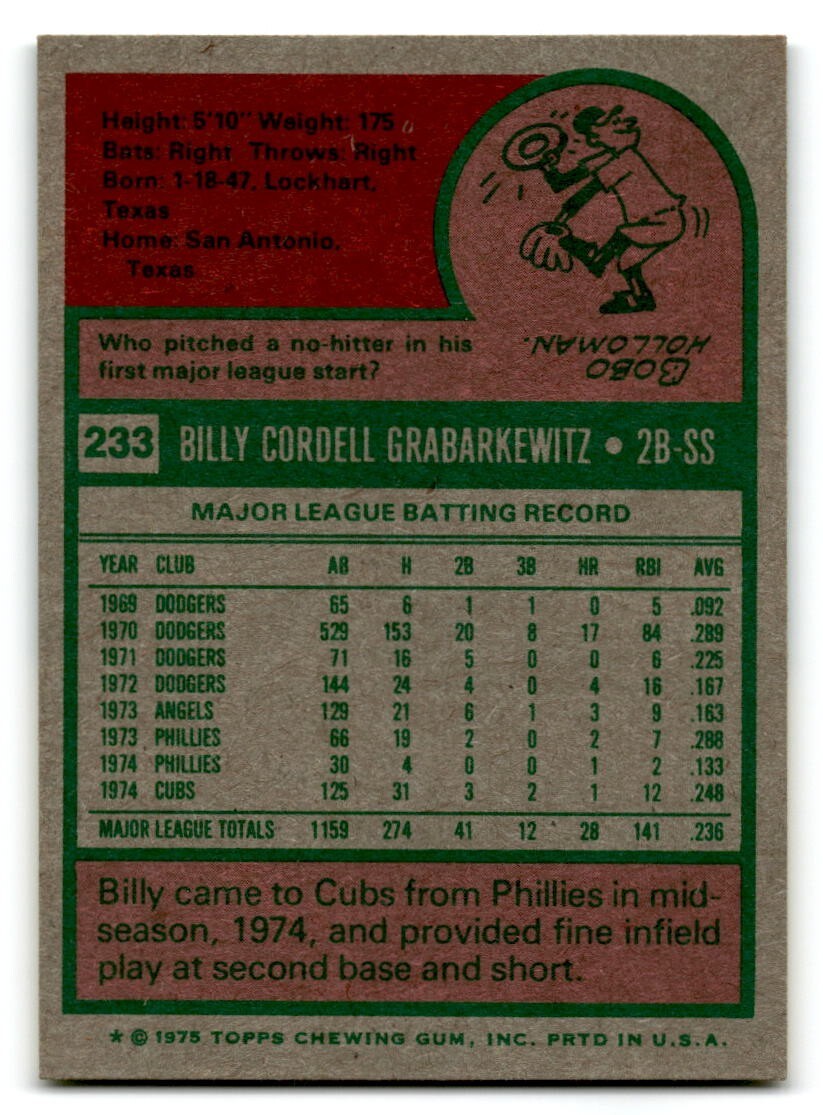 Height: 5'10" Weight: 175
Bats: Right Throws: Right
Born: 1-18-47, Lockhart,
Texas
Home: San Antonio,
Texas
Who pitched a no-hitter in his
first major league start?
BOBO
HOLLOMAN.
233 BILLY CORDELL GRABARKEWITZ • 2B-SS
MAJOR LEAGUE BATTING RECORD
YEAR CLUB AB H 2B 3B HR RBI AVG
1969 DODGERS 65 6 1 1 0 5 .092
1970 DODGERS 529 153 20 8 17 84 .289
1971 DODGERS 71 16 5 0 0 6 .225
1972 DODGERS 144 24 4 0 4 16 .167
1973 ANGELS 129 21 6 1 3 9 .163
1973 PHILLIES 66 19 2 0 2 7 .288
1974 PHILLIES 30 4 0 0 1 2 .133
1974 CUBS 125 31 3 2 1 12 .248
MAJOR LEAGUE TOTALS 1159 274 41 12 28 141 .236
Billy came to Cubs from Phillies in mid-
season, 1974, and provided fine infield
play at second base and short.
* © 1975 TOPPS CHEWING GUM, INC. PRTD IN U.S.A.